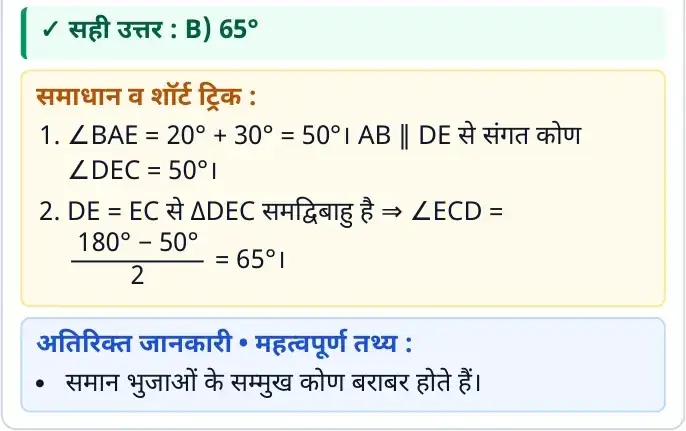 ✓ सही उत्तर : B) 65°
समाधान व शॉर्ट ट्रिक :
1. ∠BAE = 20° + 30° = 50°। AB ∥ DE से संगत कोण
∠DEC = 50°।
2. DE = EC से ΔDEC समद्विबाहु है ⇒ ∠ECD =
180° − 50°
2
= 65°।
अतिरिक्त जानकारी • महत्वपूर्ण तथ्य :
• समान भुजाओं के सम्मुख कोण बराबर होते हैं।